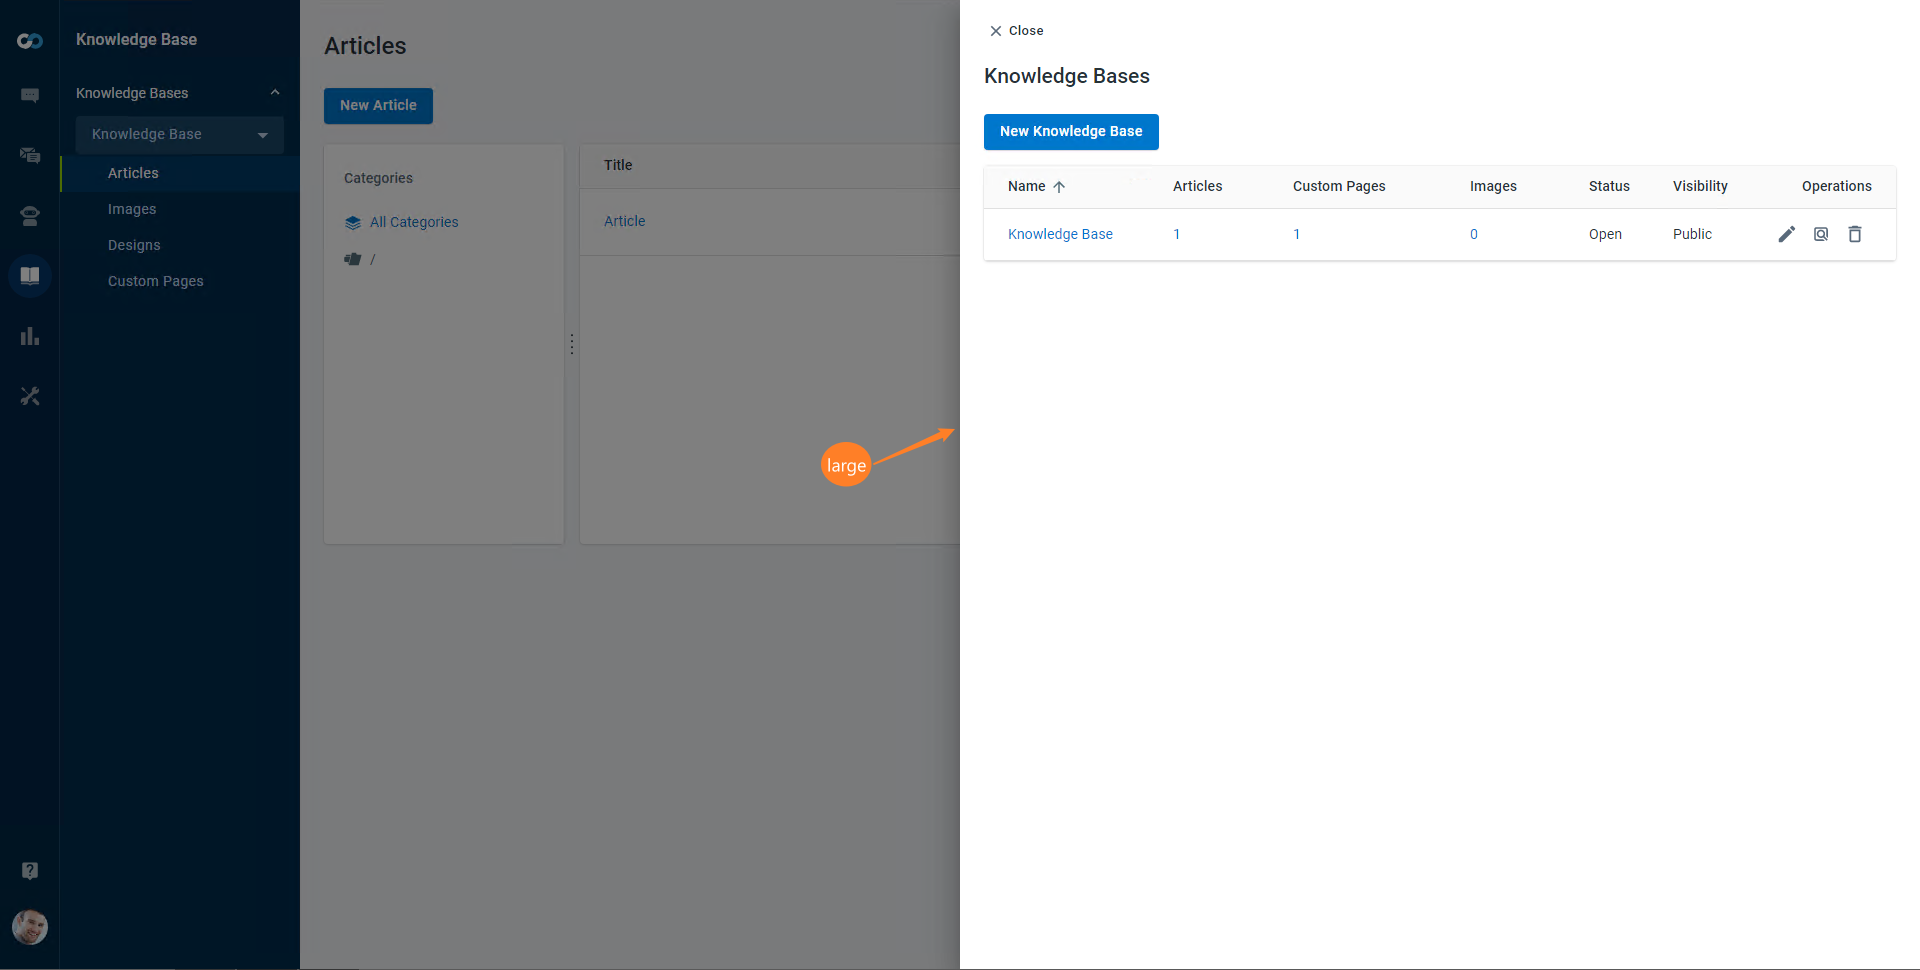 Knowledge Base
Knowledge Bases
Knowledge Base
Articles
Images
Designs
Custom Pages
Articles
New Article
Categories
All Categories
/
Title
Article
large
Close
Knowledge Bases
New Knowledge Base
Name Articles Custom Pages Images Status Visibility Operations
Knowledge Base 1 1 0 Open Public